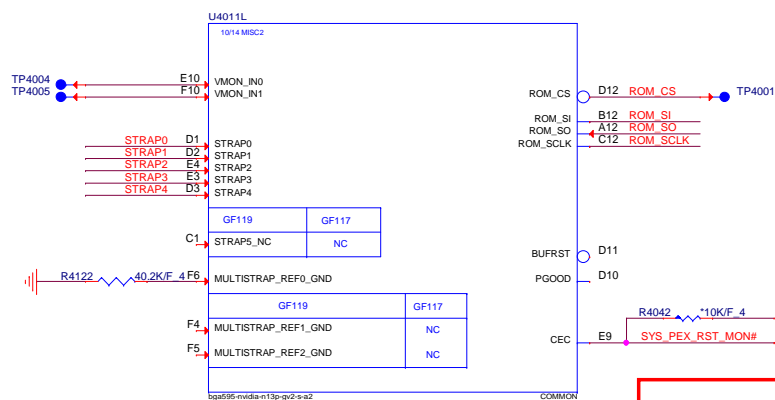 U4011L
10/14 MISC2
TP4004 E10 VMON_IN0
TP4005 F10 VMON_IN1
ROM_CS D12 ROM_CS TP4001
ROM_SI B12 ROM_SI
ROM_SO A12 ROM_SO
ROM_SCLK C12 ROM_SCLK
STRAP0 D1 STRAP0
STRAP1 D2 STRAP1
STRAP2 E4 STRAP2
STRAP3 E3 STRAP3
STRAP4 D3 STRAP4
GF119 GF117
C1 STRAP5_NC NC
BUFRST D11
PGOOD D10
R4122 40.2K/F_4 F6 MULTISTRAP_REF0_GND
GF119 GF117
F4 MULTISTRAP_REF1_GND NC
F5 MULTISTRAP_REF2_GND NC
R4042 *10K/F_4
CEC E9 SYS_PEX_RST_MON#
bga595-nvidia-n13p-gv2-s-a2 COMMON